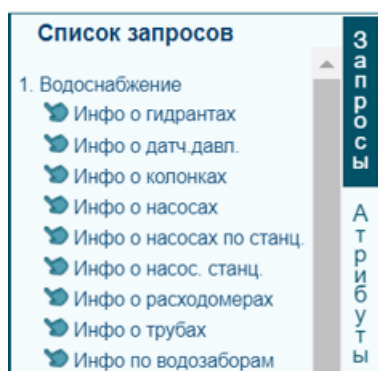 Список запросов
1. Водоснабжение
Инфо о гидрантах
Инфо о датч.давл.
Инфо о колонках
Инфо о насосах
Инфо о насосах по станц.
Инфо о насос. станц.
Инфо о расходомерах
Инфо о трубах
Инфо по водозаборам
Запросы
Атрибуты